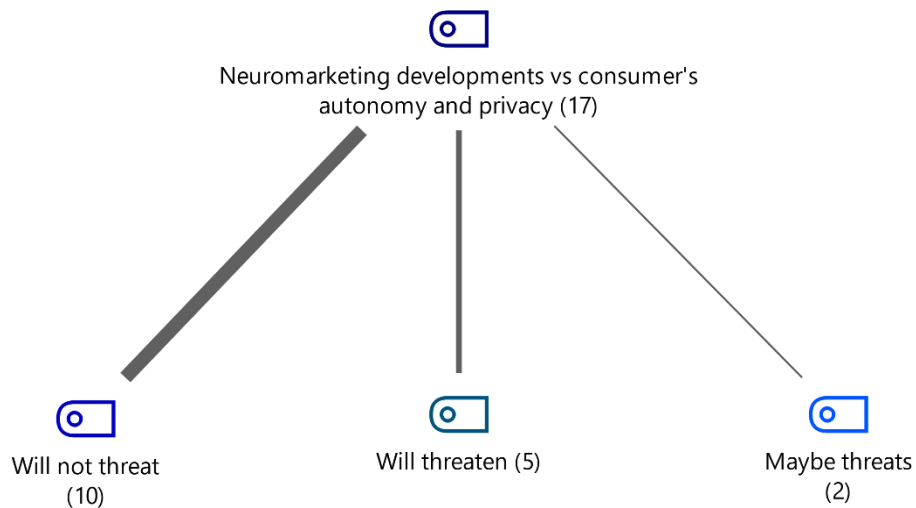 Neuromarketing developments vs consumer's
autonomy and privacy (17)
Will not threat
(10)
Will threaten (5)
Maybe threats
(2)